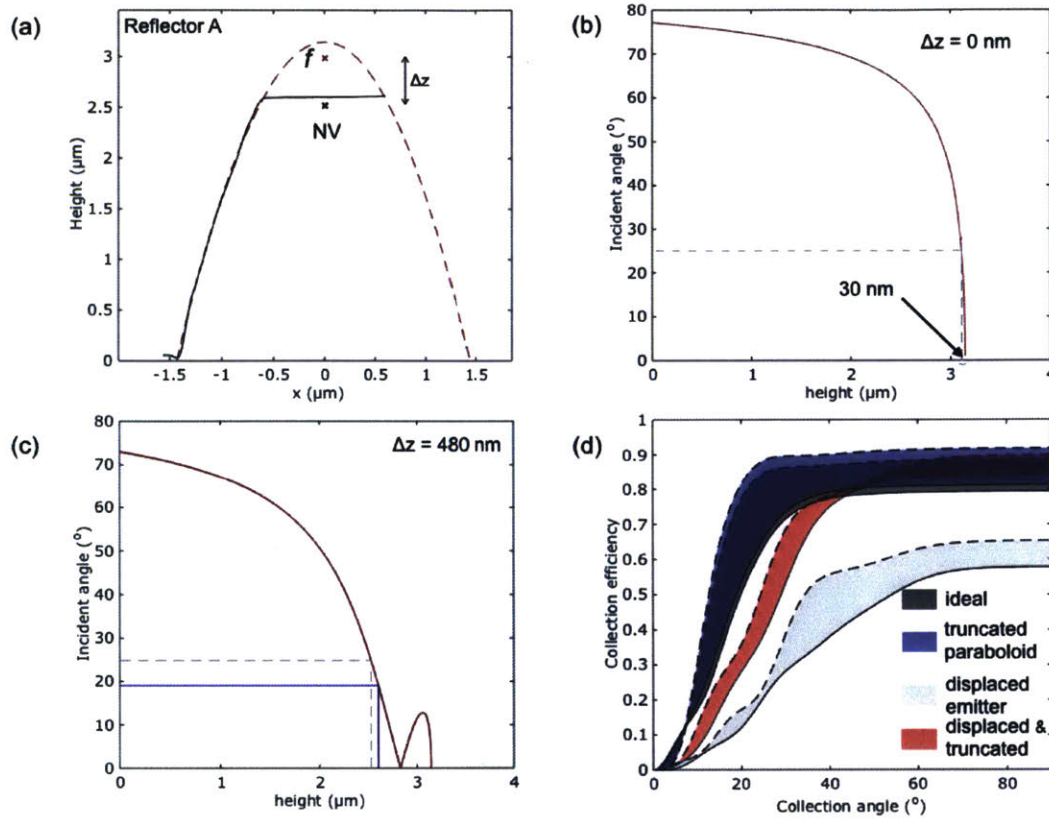 (a)
Reflector A
f
Δz
NV
Height (μm)
3
2.5
2
1.5
1
0.5
0
-1.5
-1
-0.5
0
0.5
1
1.5
x (μm)
(b)
Δz = 0 nm
30 nm
Incident angle (°)
80
70
60
50
40
30
20
10
0
0
1
2
3
4
height (μm)
(c)
Δz = 480 nm
Incident angle (°)
80
70
60
50
40
30
20
10
0
0
1
2
3
4
height (μm)
(d)
Collection efficiency
1
0.9
0.8
0.7
0.6
0.5
0.4
0.3
0.2
0.1
0
0
20
40
60
80
Collection angle (°)
ideal
truncated
paraboloid
displaced
emitter
displaced &
truncated